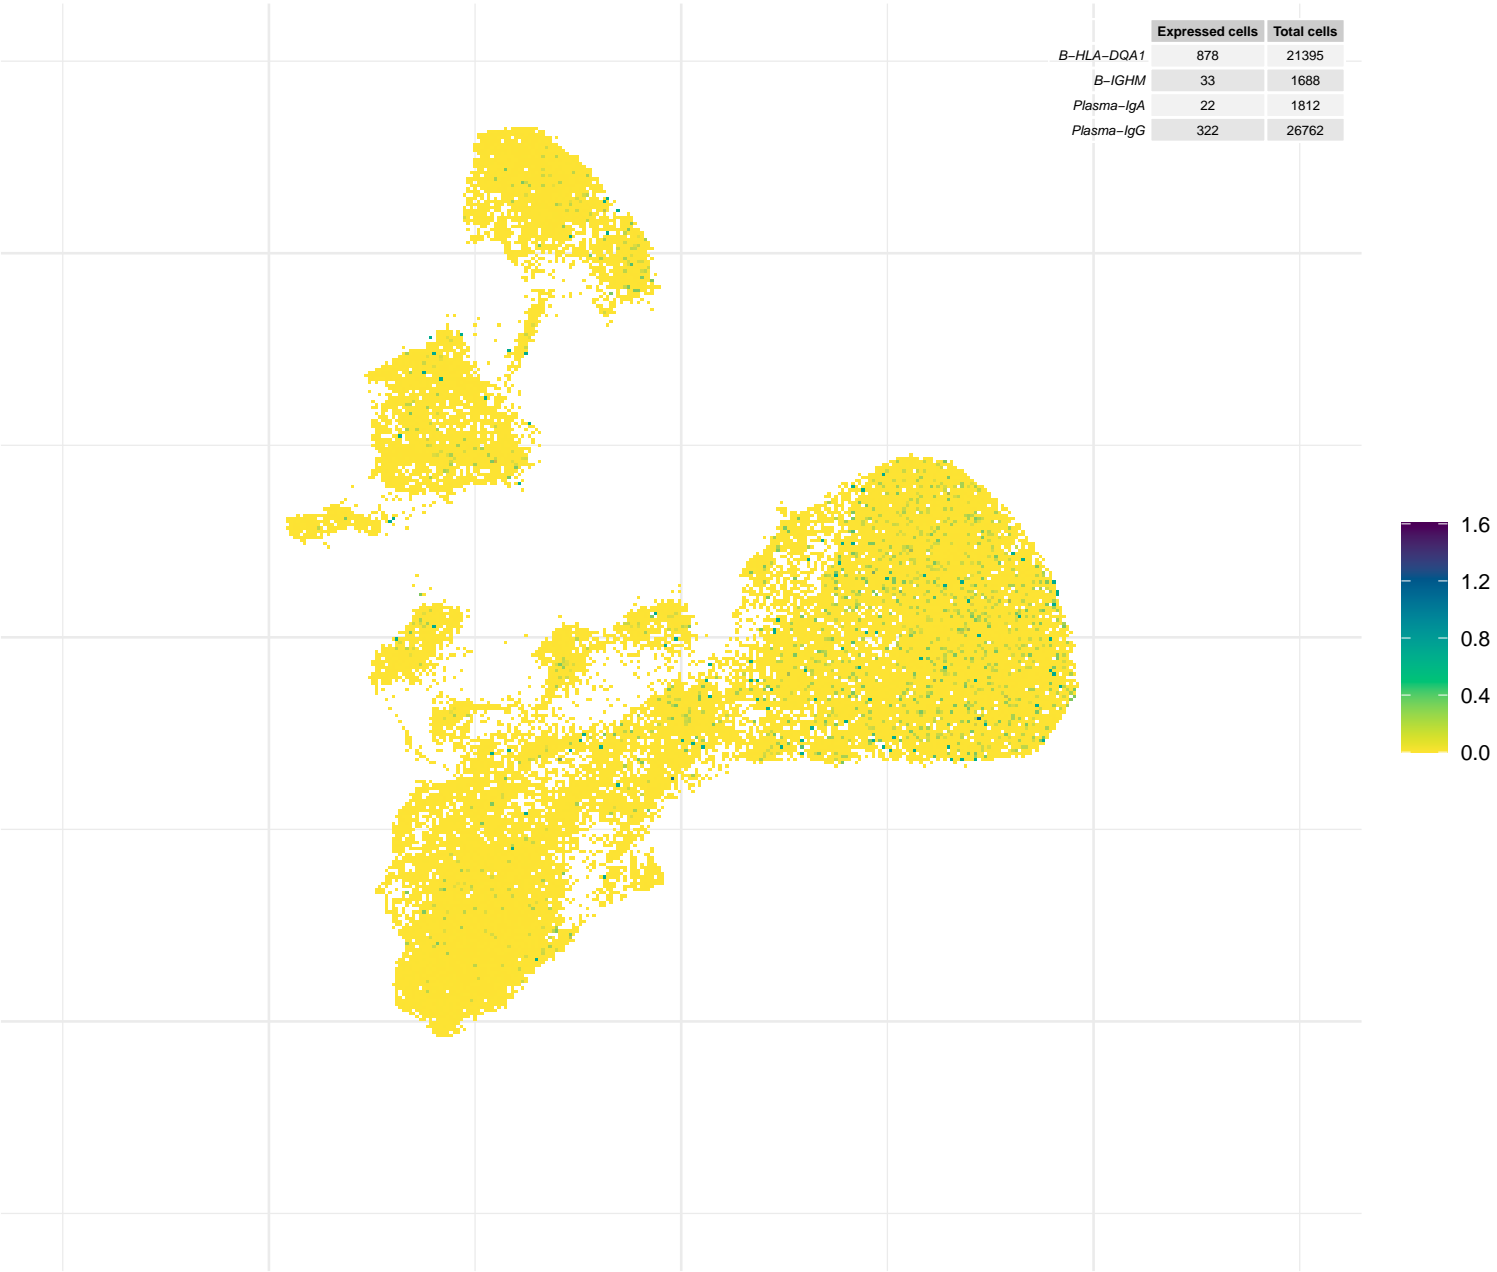 Expressed cells Total cells
B−HLA−DQA1 878 21395
B−IGHM 33 1688
Plasma−IgA 22 1812
Plasma−IgG 322 26762
1.6
1.2
0.8
0.4
0.0